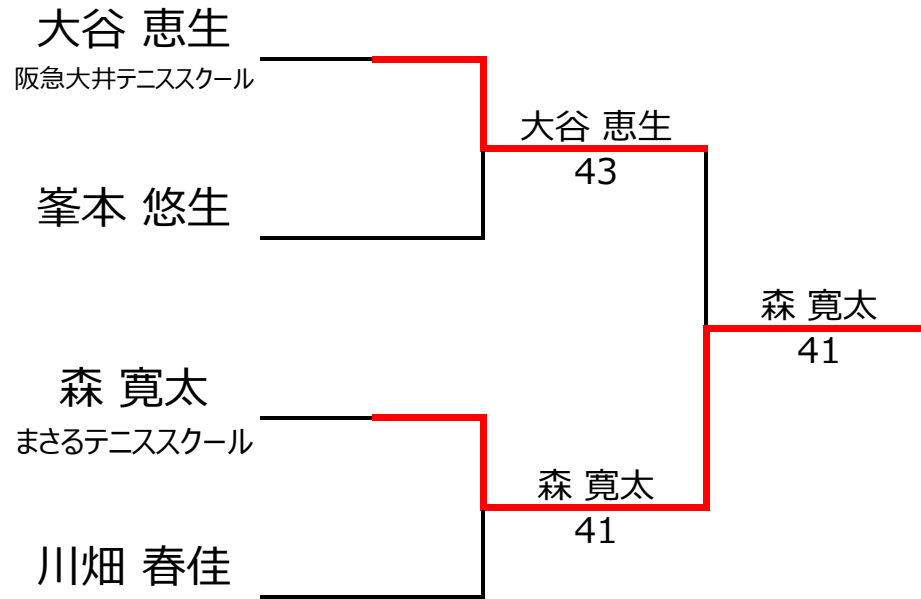 大谷 恵生
阪急大井テニススクール
大谷 恵生
43
峯本 悠生
森 寛太
41
森 寛太
まさるテニススクール
森 寛太
41
川畑 春佳